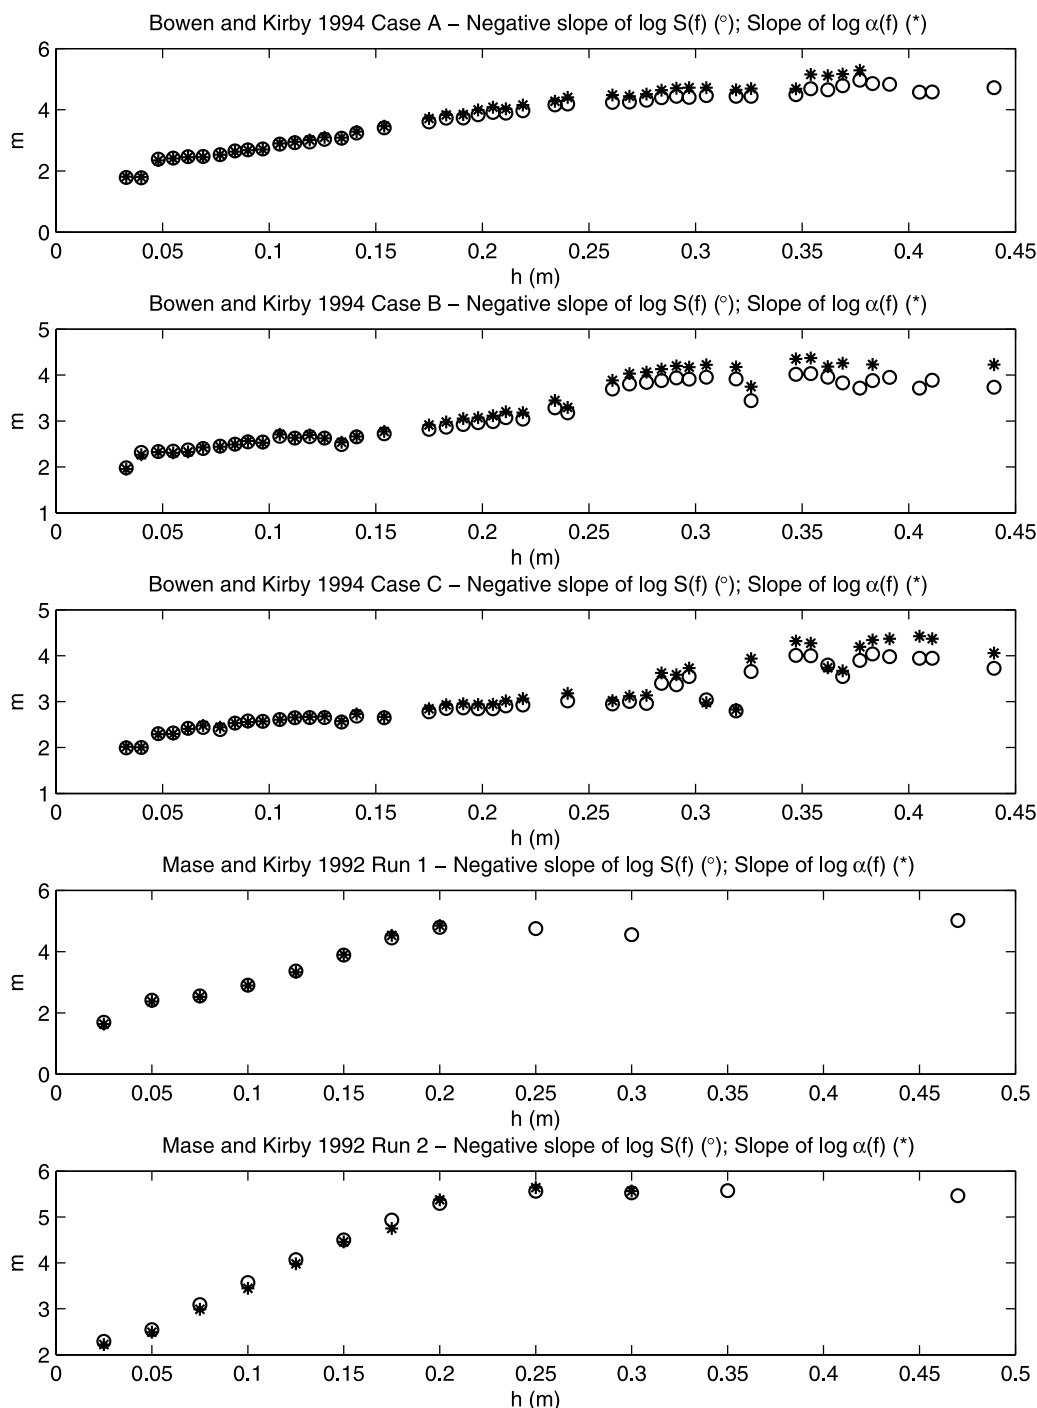 Bowen and Kirby 1994 Case A – Negative slope of log S(f) (°); Slope of log α(f) (*)
6
4
2
0
m
0 0.05 0.1 0.15 0.2 0.25 0.3 0.35 0.4 0.45
h (m)
Bowen and Kirby 1994 Case B – Negative slope of log S(f) (°); Slope of log α(f) (*)
5
4
3
2
1
m
0 0.05 0.1 0.15 0.2 0.25 0.3 0.35 0.4 0.45
h (m)
Bowen and Kirby 1994 Case C – Negative slope of log S(f) (°); Slope of log α(f) (*)
5
4
3
2
1
m
0 0.05 0.1 0.15 0.2 0.25 0.3 0.35 0.4 0.45
h (m)
Mase and Kirby 1992 Run 1 – Negative slope of log S(f) (°); Slope of log α(f) (*)
6
4
2
0
m
0 0.05 0.1 0.15 0.2 0.25 0.3 0.35 0.4 0.45 0.5
h (m)
Mase and Kirby 1992 Run 2 – Negative slope of log S(f) (°); Slope of log α(f) (*)
6
5
4
3
2
m
0 0.05 0.1 0.15 0.2 0.25 0.3 0.35 0.4 0.45 0.5
h (m)